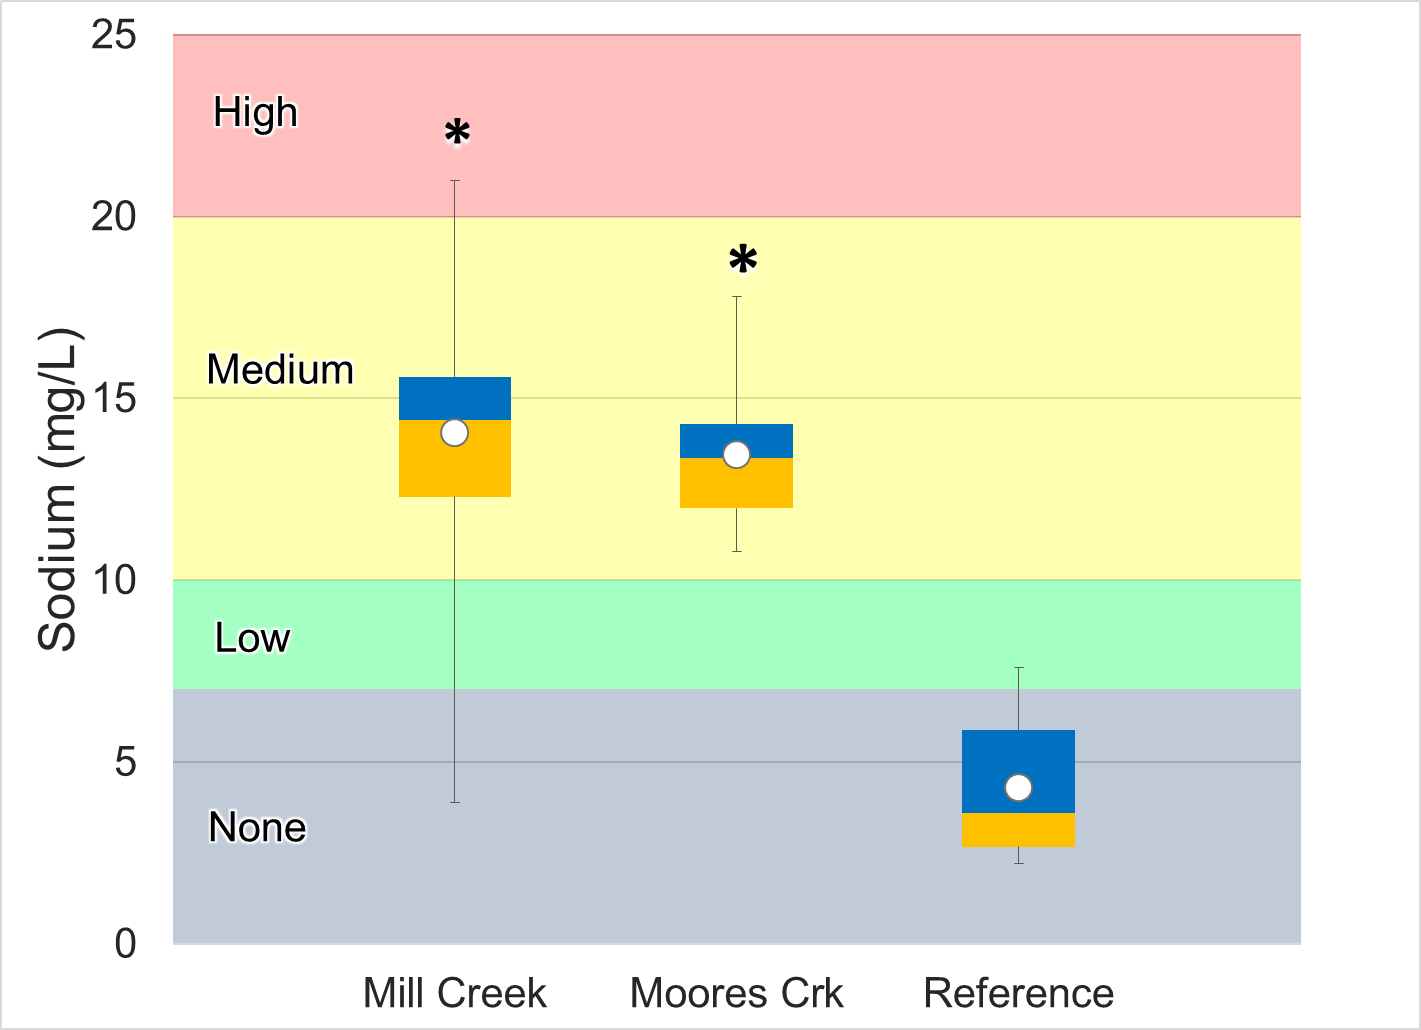 25
High
*
20
*
Medium
15
Sodium (mg/L)
10
Low
5
None
0
Mill Creek
Moores Crk
Reference